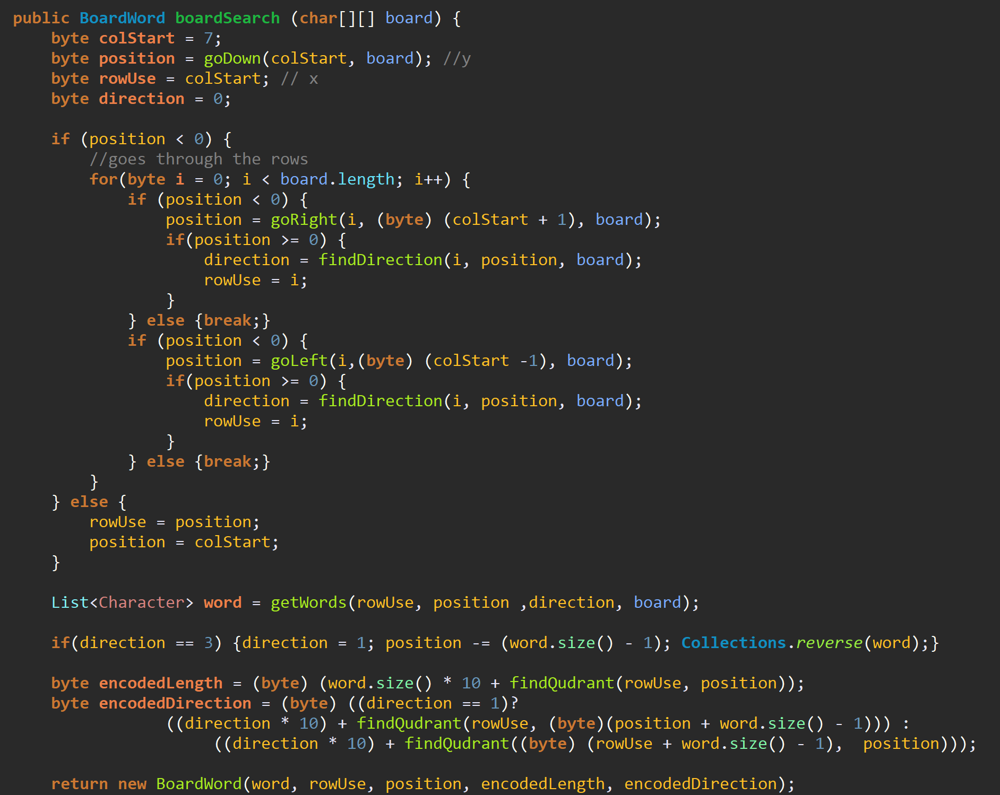 public BoardWord boardSearch (char[][] board) {
    byte colStart = 7;
    byte position = goDown(colStart, board); //y
    byte rowUse = colStart; // x
    byte direction = 0;

    if (position < 0) {
        //goes through the rows
        for(byte i = 0; i < board.length; i++) {
            if (position < 0) {
                position = goRight(i, (byte) (colStart + 1), board);
                if(position >= 0) {
                    direction = findDirection(i, position, board);
                    rowUse = i;
                }
            } else {break;}
            if (position < 0) {
                position = goLeft(i,(byte) (colStart -1), board);
                if(position >= 0) {
                    direction = findDirection(i, position, board);
                    rowUse = i;
                }
            } else {break;}
        }
    } else {
        rowUse = position;
        position = colStart;
    }

    List<Character> word = getWords(rowUse, position ,direction, board);

    if(direction == 3) {direction = 1; position -= (word.size() - 1); Collections.reverse(word);}

    byte encodedLength = (byte) (word.size() * 10 + findQudrant(rowUse, position));
    byte encodedDirection = (byte) ((direction == 1)?
                ((direction * 10) + findQudrant(rowUse, (byte)(position + word.size() - 1))) :
                     ((direction * 10) + findQudrant((byte) (rowUse + word.size() - 1),  position)));

    return new BoardWord(word, rowUse, position, encodedLength, encodedDirection);